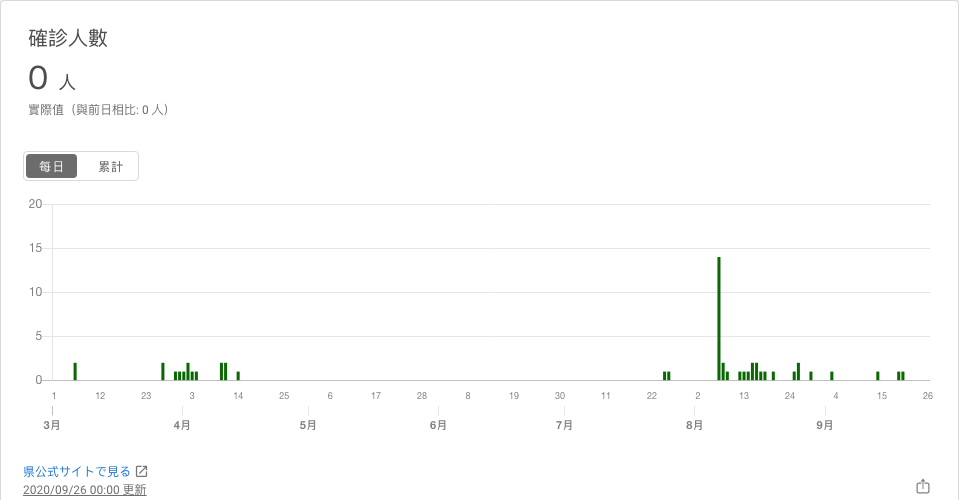 確診人數
0 人
實際值（與前日相比: 0 人）
每日 累計
20
15
10
5
0
1 12 23 3 14 25 6 17 28 8 19 30 11 22 2 13 24 4 15 26
3月 4月 5月 6月 7月 8月 9月
県公式サイトで見る
2020/09/26 00:00 更新